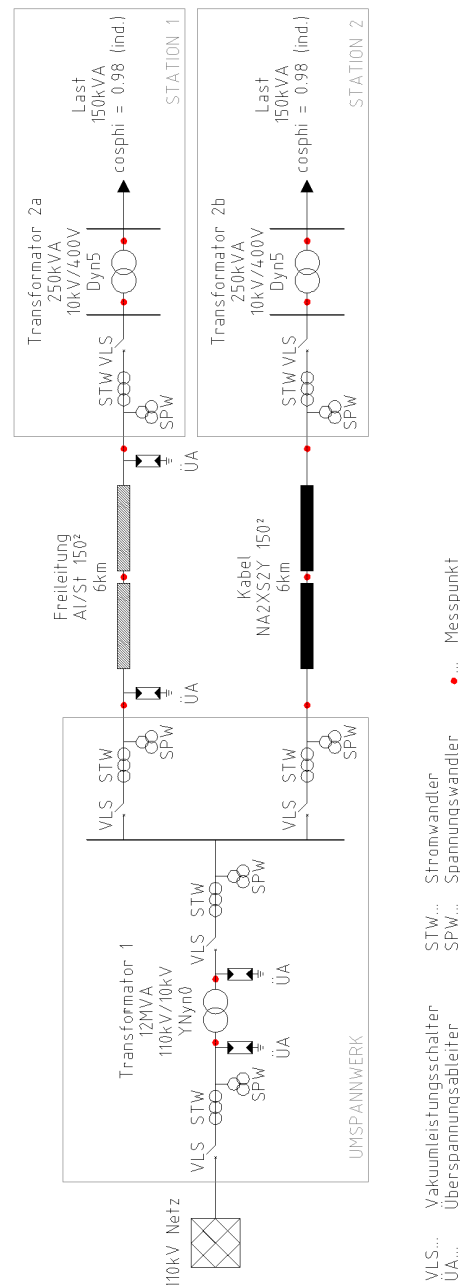 110kV Netz
UMSPANNWERK
VLS
STW
SPW
ÜA
Transformator 1
12MVA
110kV/10kV
YNyn0
ÜA
VLS
STW
SPW
VLS
STW
SPW
ÜA
Freileitung
Al/St 150²
6km
ÜA
STW
VLS
SPW
Transformator 2a
250kVA
10kV/400V
Dyn5
Last
150kVA
cosphi = 0.98 (ind.)
STATION 1
VLS
STW
SPW
Kabel
NA2XS2Y 150²
6km
STW
VLS
SPW
Transformator 2b
250kVA
10kV/400V
Dyn5
Last
150kVA
cosphi = 0.98 (ind.)
STATION 2
VLS... Vakuumleistungsschalter
ÜA... Überspannungsableiter
STW... Stromwandler
SPW... Spannungswandler
... Messpunkt